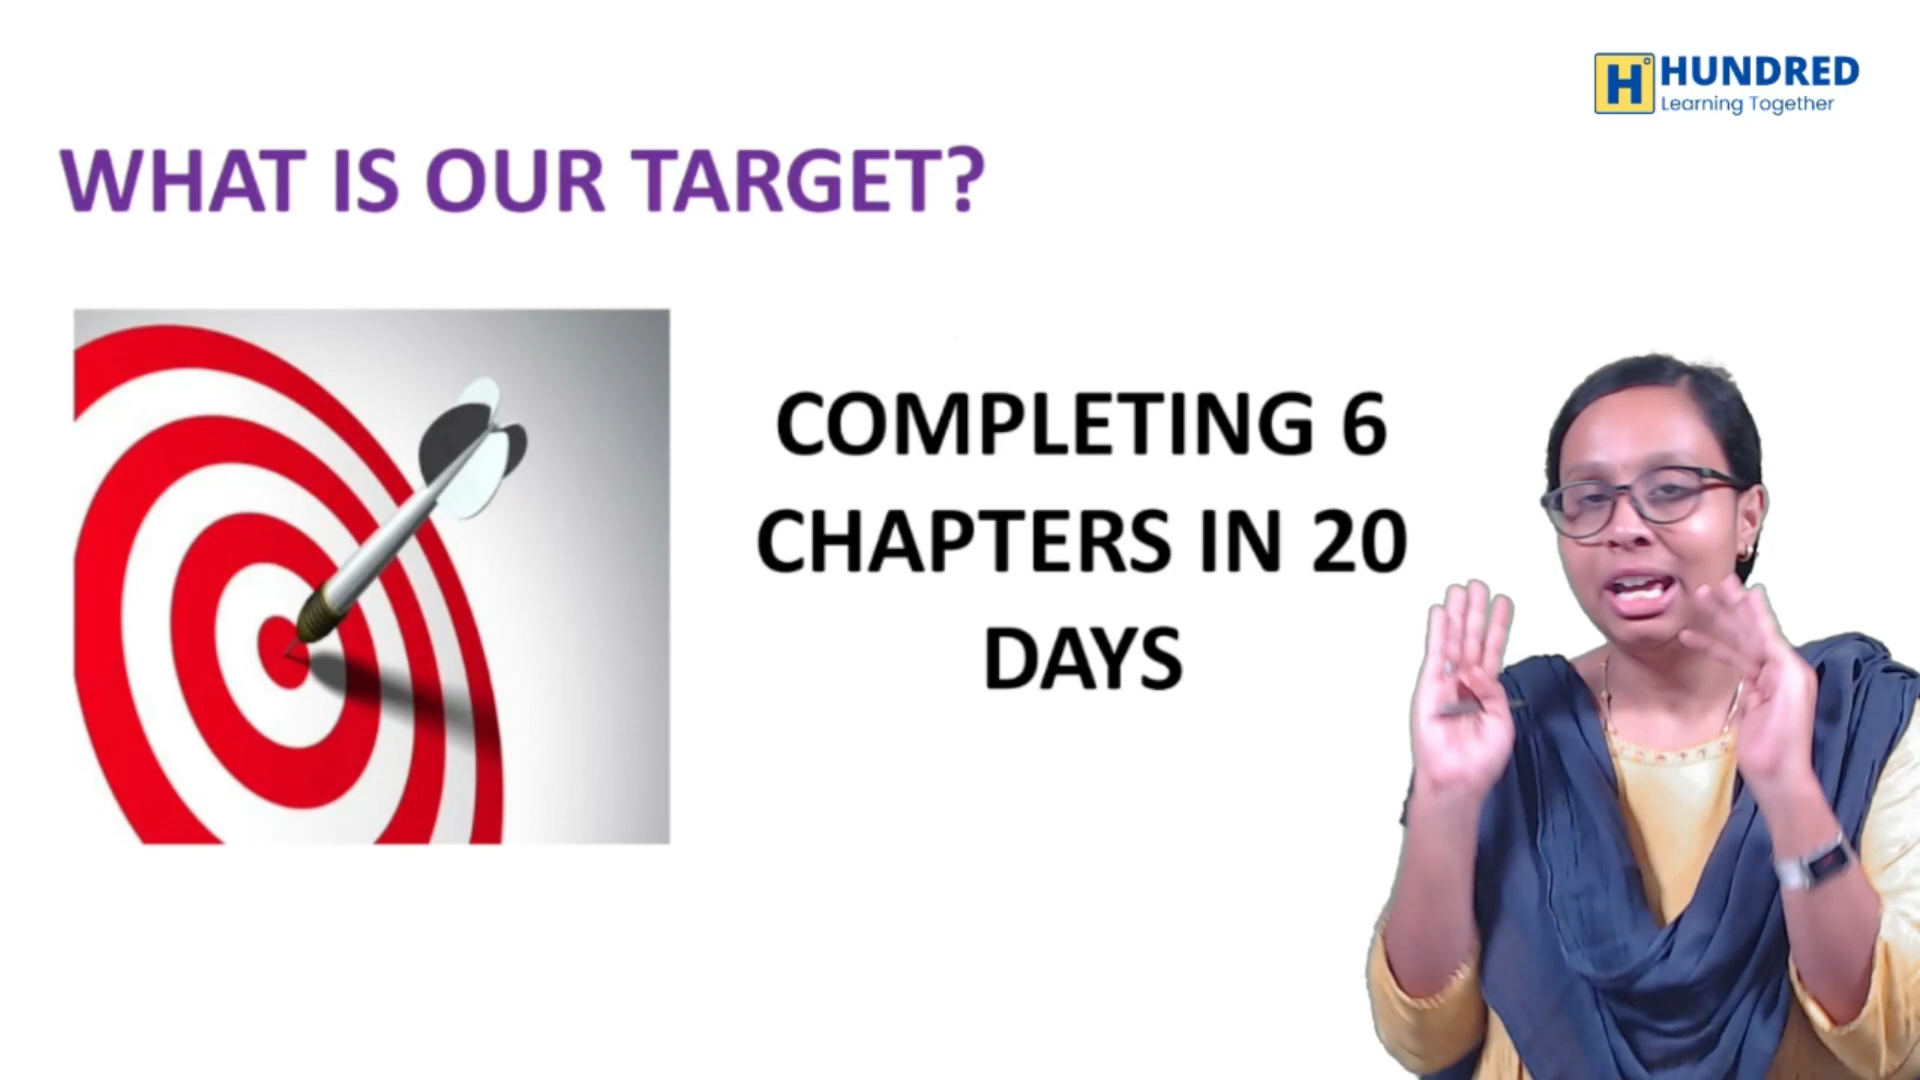 HUNDRED
Learning Together
WHAT IS OUR TARGET?
COMPLETING 6
CHAPTERS IN 20
DAYS